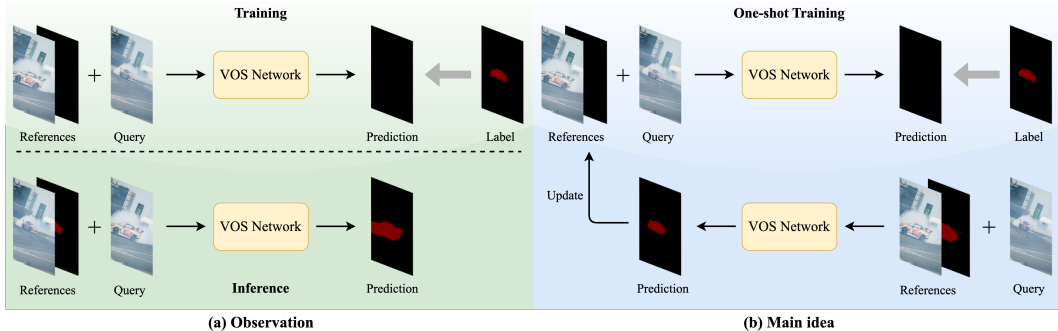 Training
+
VOS Network
References
Query
Prediction
Label
+
VOS Network
References
Query
Inference
Prediction
(a) Observation
One-shot Training
+
VOS Network
References
Query
Prediction
Label
Update
VOS Network
+
Prediction
References
Query
(b) Main idea